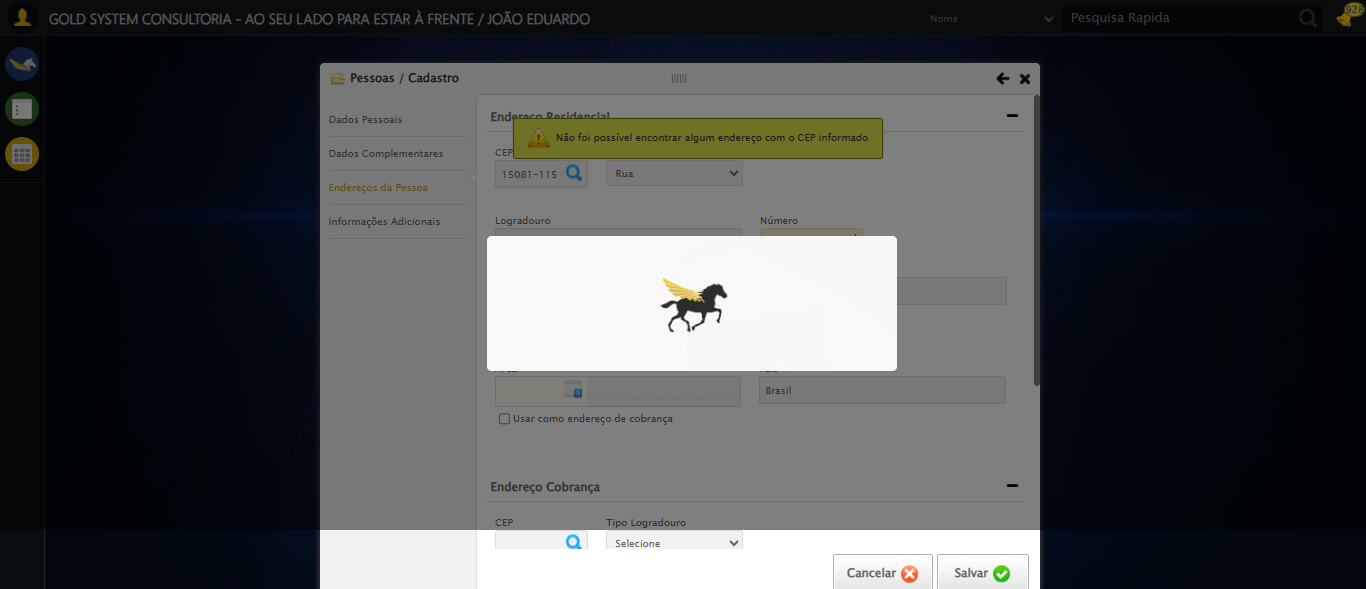 GOLD SYSTEM CONSULTORIA - AO SEU LADO PARA ESTAR À FRENTE / JOÃO EDUARDO
Nome
Pesquisa Rapida
928
Pessoas / Cadastro
Dados Pessoais
Dados Complementares
Endereços da Pessoa
Informações Adicionais
Endereço Residencial
Não foi possível encontrar algum endereço com o CEP informado
CEP
15081-115
Rua
Logradouro
Número
Brasil
Usar como endereço de cobrança
Endereço Cobrança
CEP
Tipo Logradouro
Selecione
Cancelar
Salvar